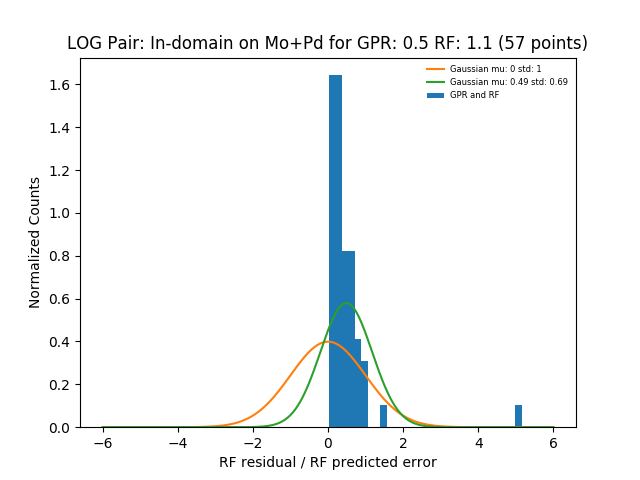 LOG Pair: In-domain on Mo+Pd for GPR: 0.5 RF: 1.1 (57 points)
Gaussian mu: 0 std: 1
Gaussian mu: 0.49 std: 0.69
GPR and RF
Normalized Counts
1.6
1.4
1.2
1.0
0.8
0.6
0.4
0.2
0.0
−6 −4 −2 0 2 4 6
RF residual / RF predicted error